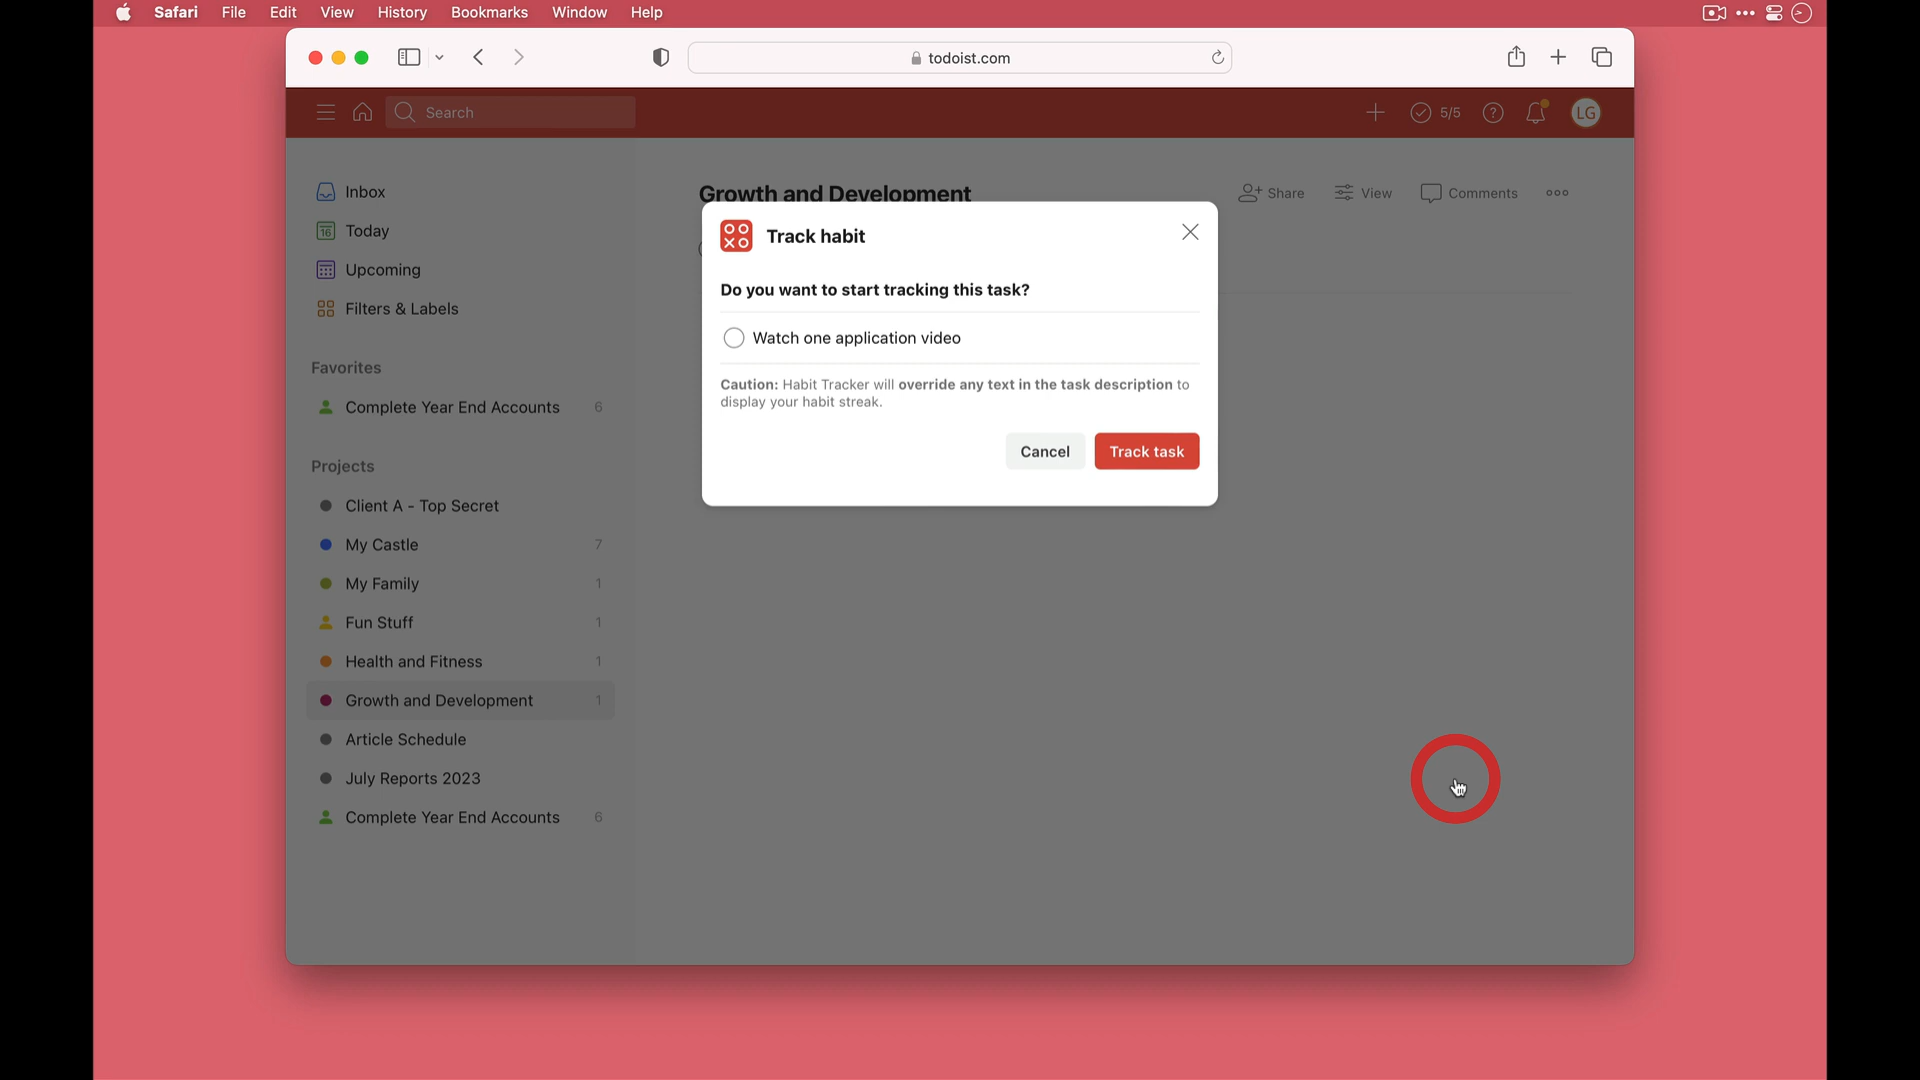 Safari File Edit View History Bookmarks Window Help
todoist.com
Search
5/5
LG
Inbox
16 Today
Upcoming
Filters & Labels
Favorites
Complete Year End Accounts 6
Projects
Client A - Top Secret
My Castle 7
My Family 1
Fun Stuff 1
Health and Fitness 1
Growth and Development 1
Article Schedule
July Reports 2023
Complete Year End Accounts 6
Growth and Development
Share View Comments
Track habit
Do you want to start tracking this task?
Watch one application video
Caution: Habit Tracker will override any text in the task description to
display your habit streak.
Cancel Track task